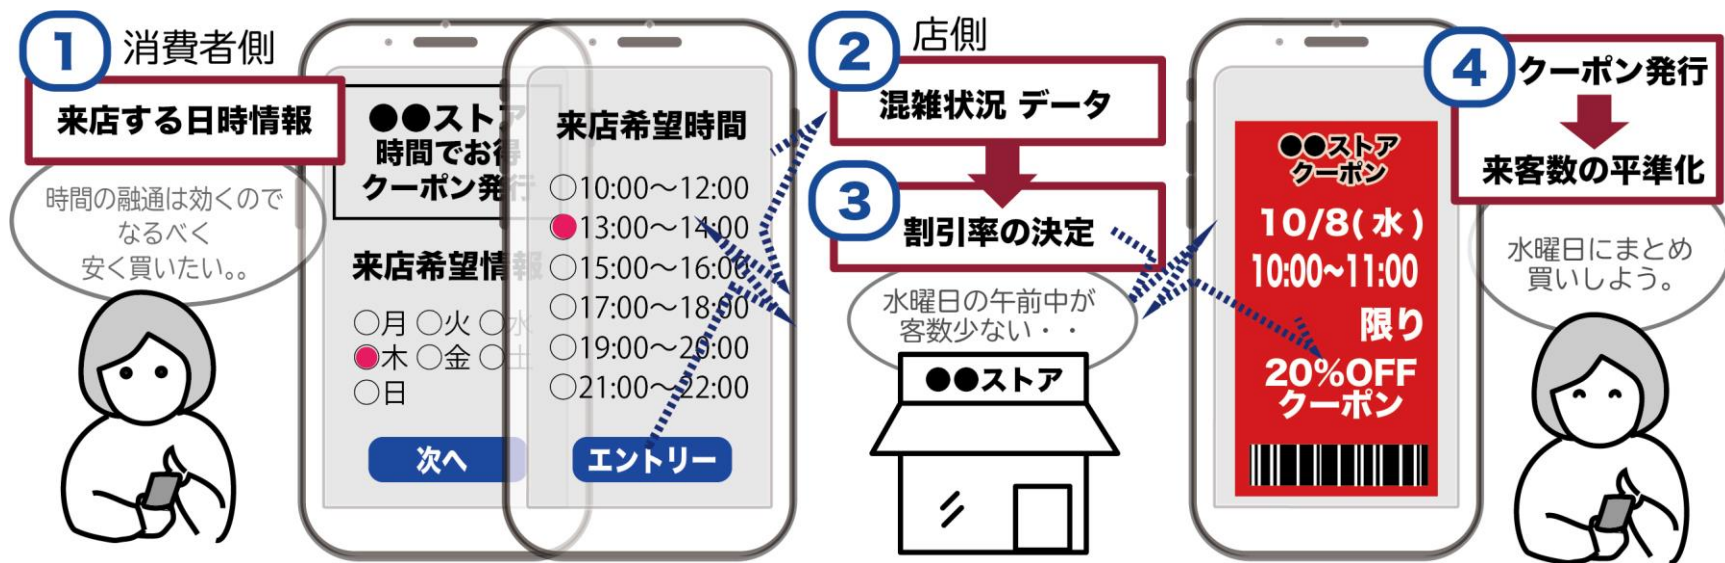 1 消費者側
来店する日時情報
時間の融通は効くので
なるべく
安く買いたい。。
●●ストア
時間でお得
クーポン発行
来店希望情報
○月 ○火 ○水
木 ○金 ○土
○日
次へ
来店希望時間
○10:00〜12:00
13:00〜14:00
○15:00〜16:00
○17:00〜18:00
○19:00〜20:00
○21:00〜22:00
エントリー
2 店側
混雑状況 データ
3 割引率の決定
水曜日の午前中が
客数少ない・・
●●ストア
●●ストア
クーポン
10/8(水)
10:00~11:00
限り
20%OFF
クーポン
4 クーポン発行
来客数の平準化
水曜日にまとめ
買いしよう。